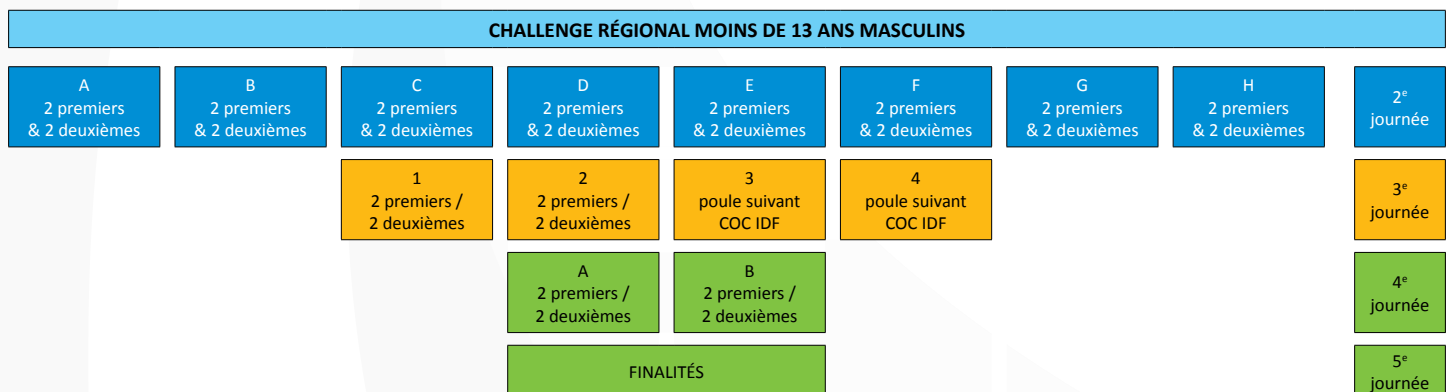 CHALLENGE RÉGIONAL MOINS DE 13 ANS MASCULINS
A
2 premiers
& 2 deuxièmes
B
2 premiers
& 2 deuxièmes
C
2 premiers
& 2 deuxièmes
D
2 premiers
& 2 deuxièmes
E
2 premiers
& 2 deuxièmes
F
2 premiers
& 2 deuxièmes
G
2 premiers
& 2 deuxièmes
H
2 premiers
& 2 deuxièmes
2e
journée
1
2 premiers /
2 deuxièmes
2
2 premiers /
2 deuxièmes
3
poule suivant
COC IDF
4
poule suivant
COC IDF
3e
journée
A
2 premiers /
2 deuxièmes
B
2 premiers /
2 deuxièmes
4e
journée
FINALITÉS
5e
journée